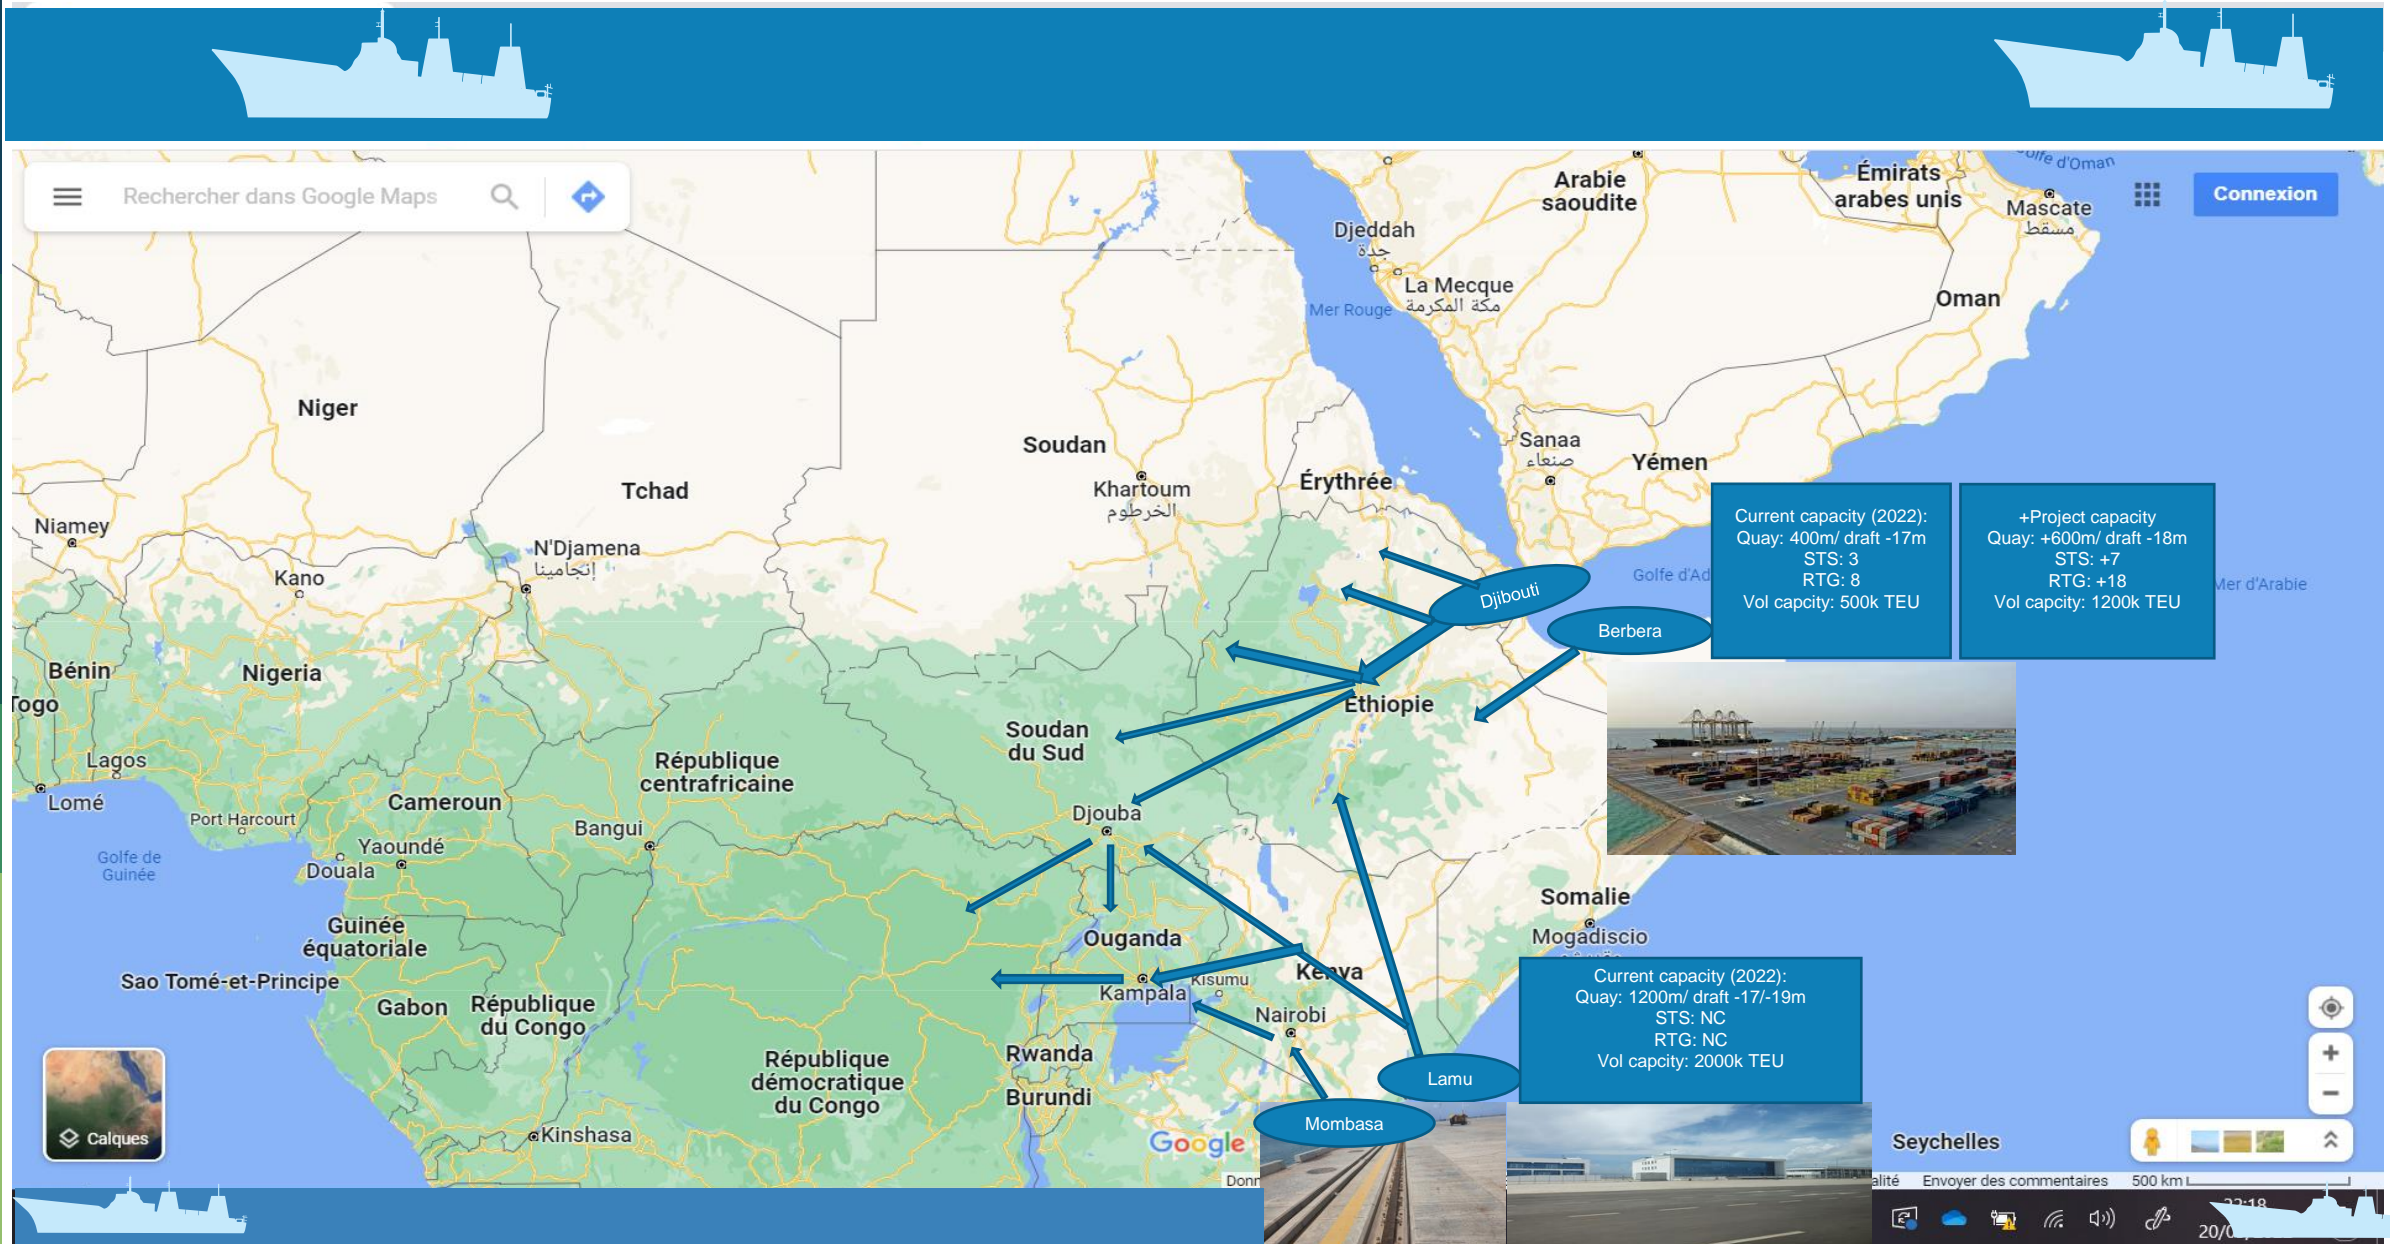 Rechercher dans Google Maps
Connexion
Golfe d'Oman
Arabie
saoudite
Émirats
arabes unis
Mascate
مسقط
Djeddah
جدة
La Mecque
مكة المكرمة
Mer Rouge
Oman
Niger
Tchad
Soudan
Khartoum
الخرطوم
Érythrée
Sanaa
صنعاء
Yémen
Niamey
Kano
N'Djamena
إنجامينا
Golfe d'Ad
Mer d'Arabie
Current capacity (2022):
Quay: 400m/ draft -17m
STS: 3
RTG: 8
Vol capcity: 500k TEU
+Project capacity
Quay: +600m/ draft -18m
STS: +7
RTG: +18
Vol capcity: 1200k TEU
Djibouti
Berbera
Bénin
Togo
Nigeria
Lagos
Lomé
Port Harcourt
Cameroun
Yaoundé
Douala
Golfe de
Guinée
Bangui
République
centrafricaine
Soudan
du Sud
Djouba
Ethiopie
Somalie
Mogadiscio
Guinée
équatoriale
Sao Tomé-et-Principe
Gabon
République
du Congo
Ouganda
Kampala
Kisumu
Kenya
Nairobi
Rwanda
Burundi
République
démocratique
du Congo
Kinshasa
Current capacity (2022):
Quay: 1200m/ draft -17/-19m
STS: NC
RTG: NC
Vol capcity: 2000k TEU
Lamu
Mombasa
Calques
Google
Seychelles
Donn
alité
Envoyer des commentaires
500 km
20/0